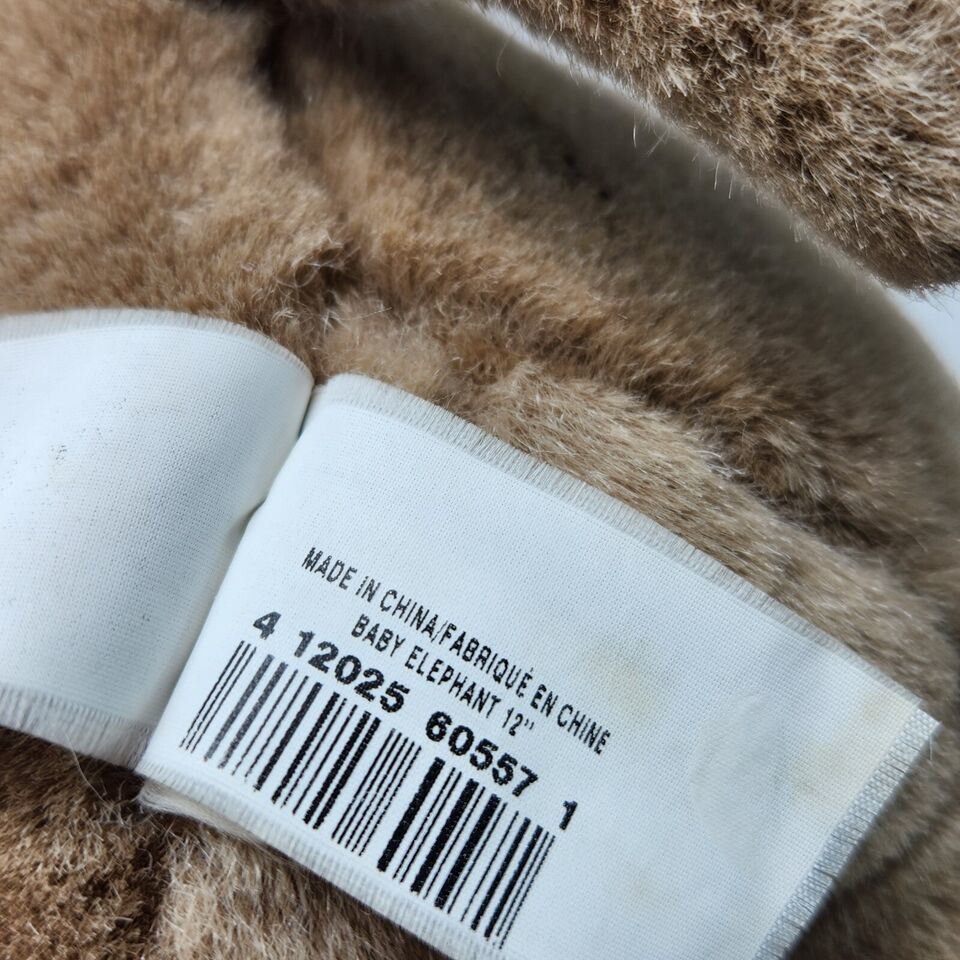 MADE IN CHINA/FABRIQUÉ EN CHINE
BABY ELEPHANT 12"
4 12025 60557 1